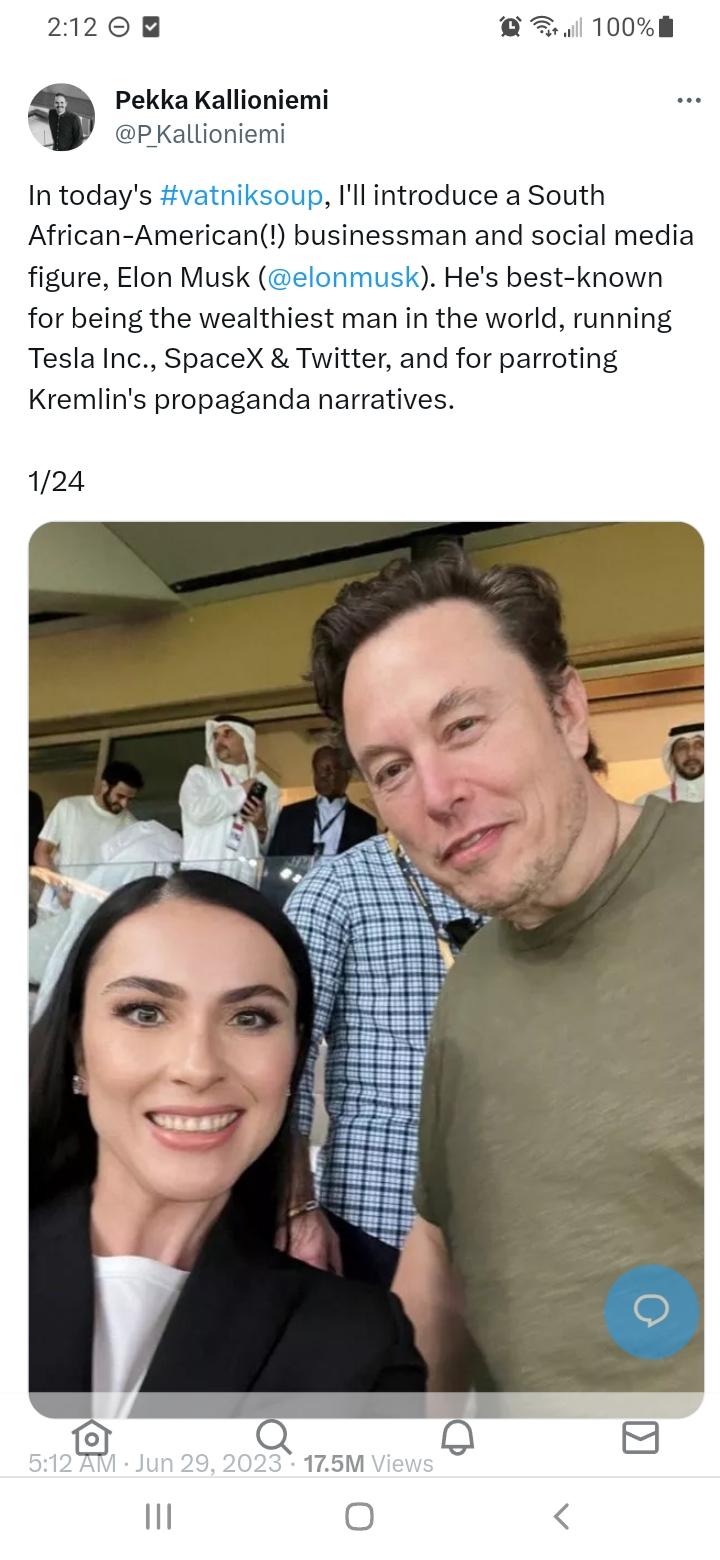 2:12 100%
Pekka Kallioniemi
@P_Kallioniemi
In today's #vatniksoup, I'll introduce a South
African-American(!) businessman and social media
figure, Elon Musk (@elonmusk). He's best-known
for being the wealthiest man in the world, running
Tesla Inc., SpaceX & Twitter, and for parroting
Kremlin's propaganda narratives.
1/24
5:12 AM · Jun 29, 2023 · 17.5M Views